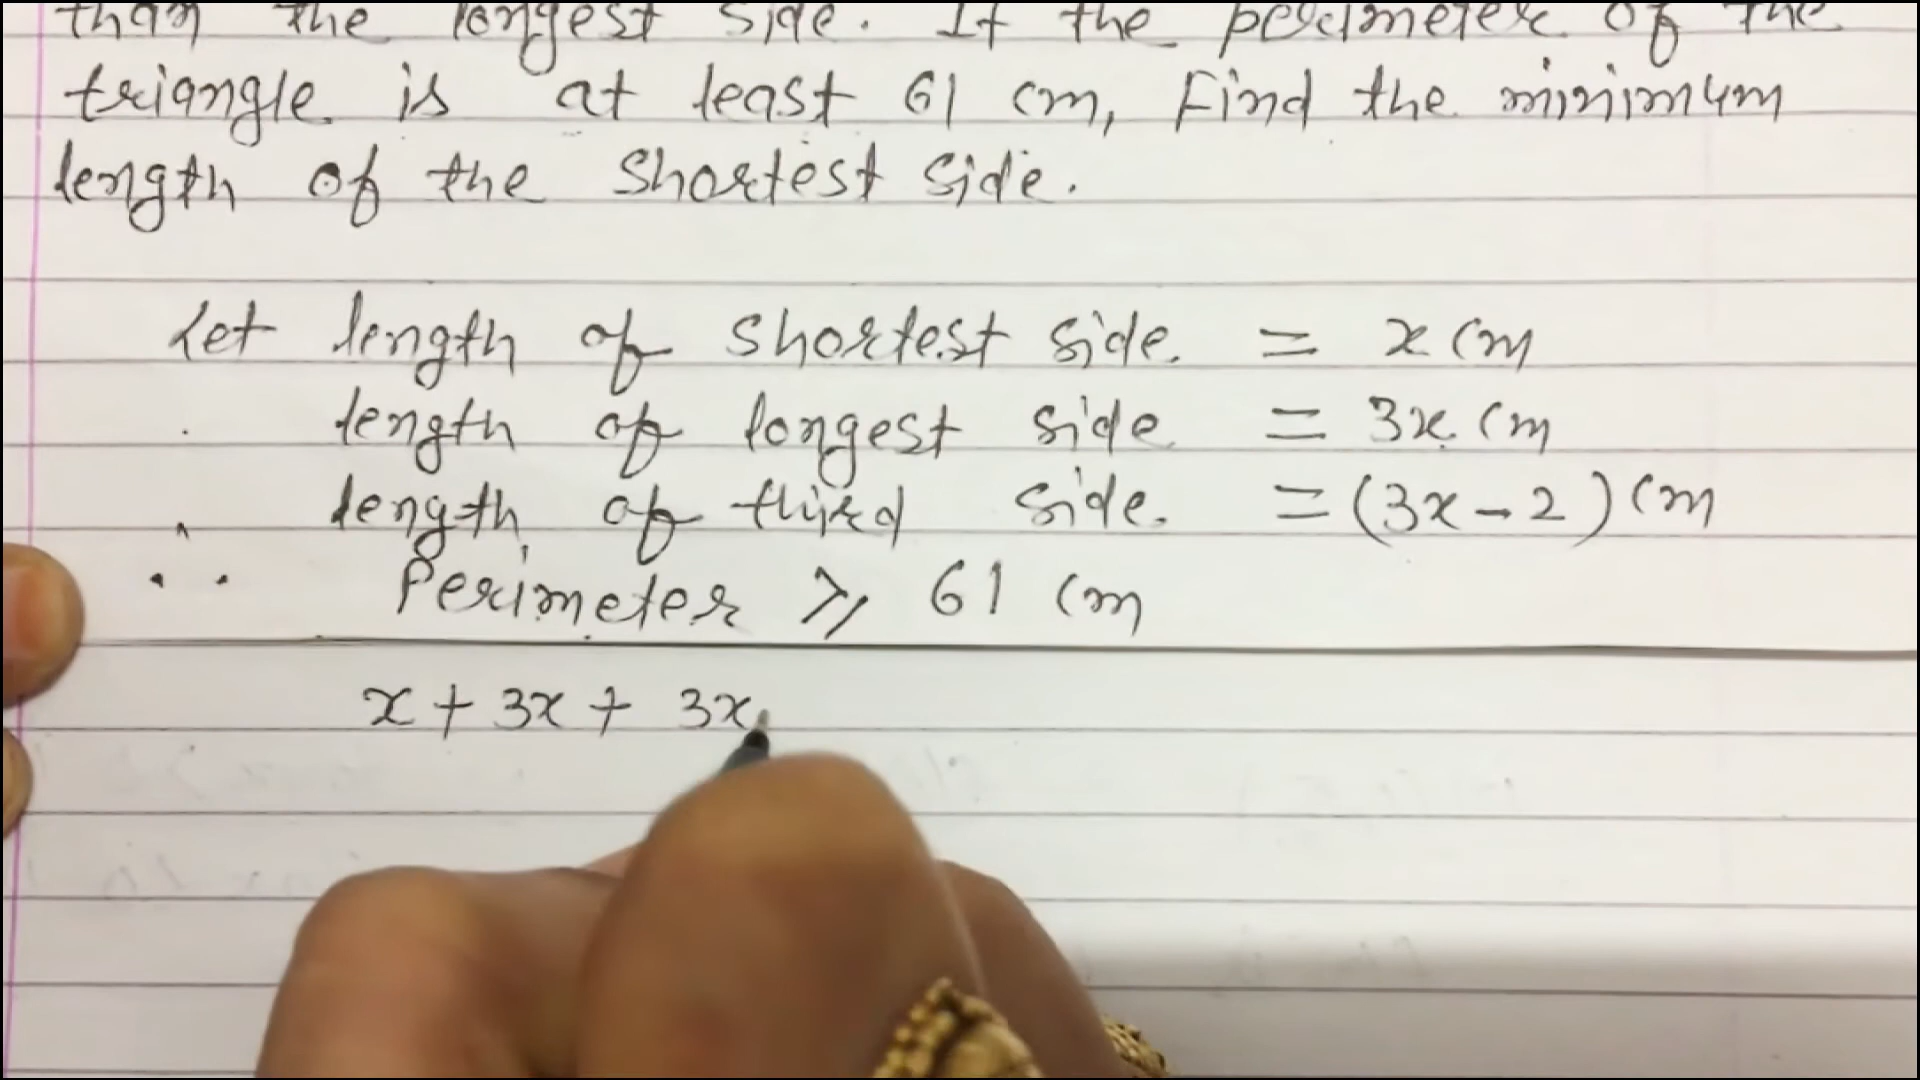 than the longest side. If the perimeter of the
triangle is at least 61 cm, Find the minimum
length of the shortest side.
Let length of shortest side = x cm
length of longest side = 3x cm
length of third side = (3x-2) cm
∴ Perimeter ⩾ 61 cm
x + 3x + 3x